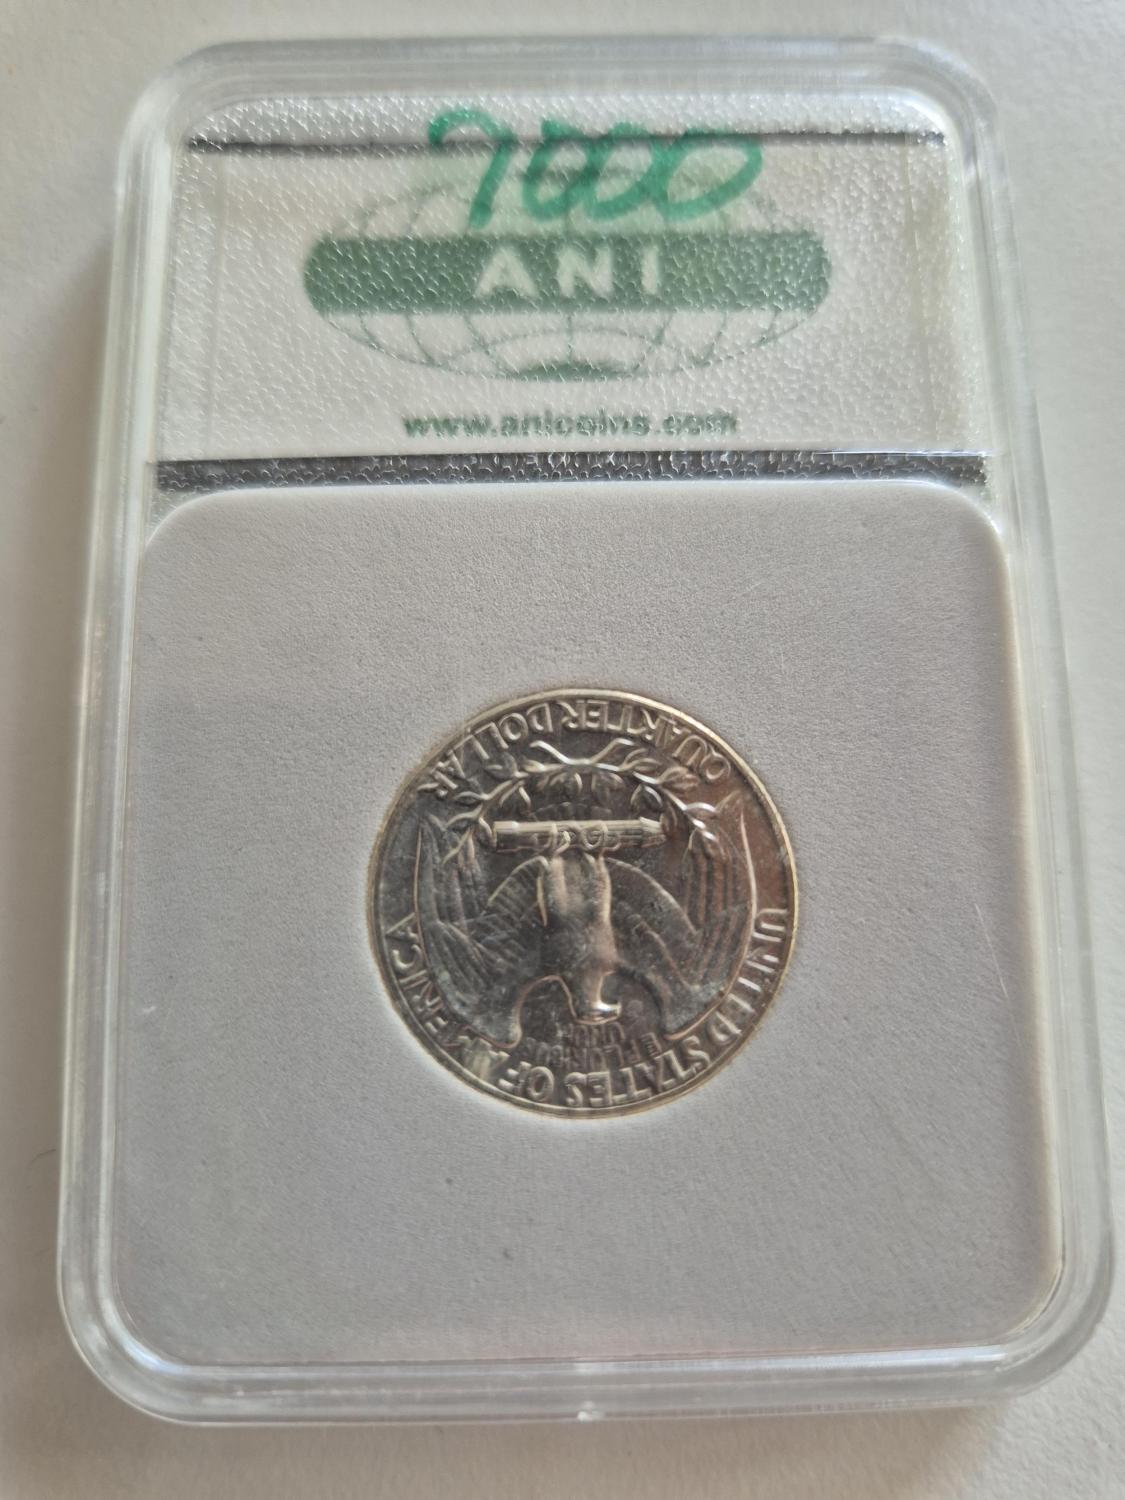 7000
ANI
www.anicoins.com
QUARTER DOLLAR
UNITED STATES OF AMERICA
E PLURIBUS
UNUM